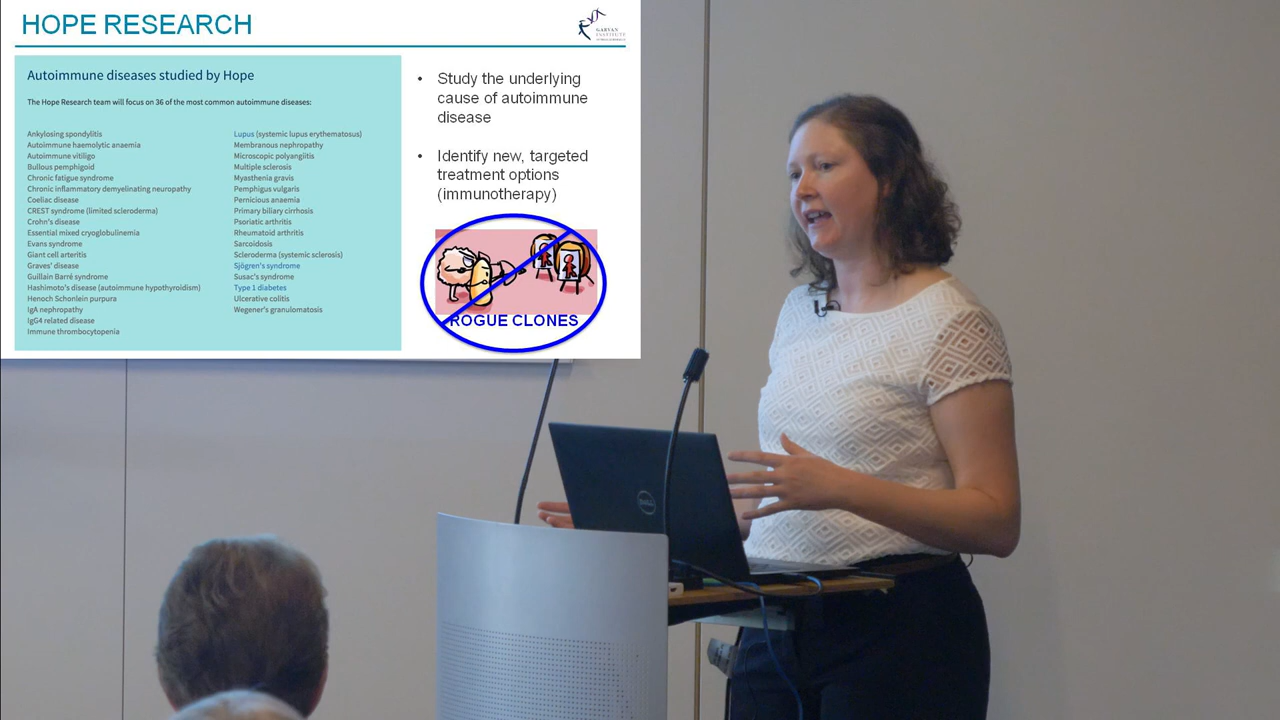 HOPE RESEARCH
GARVAN
INSTITUTE
Autoimmune diseases studied by Hope
The Hope Research team will focus on 36 of the most common autoimmune diseases:
Ankylosing spondylitis
Autoimmune haemolytic anaemia
Autoimmune vitiligo
Bullous pemphigoid
Chronic fatigue syndrome
Chronic inflammatory demyelinating neuropathy
Coeliac disease
CREST syndrome (limited scleroderma)
Crohn's disease
Essential mixed cryoglobulinemia
Evans syndrome
Giant cell arteritis
Graves' disease
Guillain Barré syndrome
Hashimoto's disease (autoimmune hypothyroidism)
Henoch Schonlein purpura
IgA nephropathy
IgG4 related disease
Immune thrombocytopenia
Lupus (systemic lupus erythematosus)
Membranous nephropathy
Microscopic polyangiitis
Multiple sclerosis
Myasthenia gravis
Pemphigus vulgaris
Pernicious anaemia
Primary biliary cirrhosis
Psoriatic arthritis
Rheumatoid arthritis
Sarcoidosis
Scleroderma (systemic sclerosis)
Sjögren's syndrome
Susac's syndrome
Type 1 diabetes
Ulcerative colitis
Wegener's granulomatosis
• Study the underlying
cause of autoimmune
disease
• Identify new, targeted
treatment options
(immunotherapy)
ROGUE CLONES
DELL